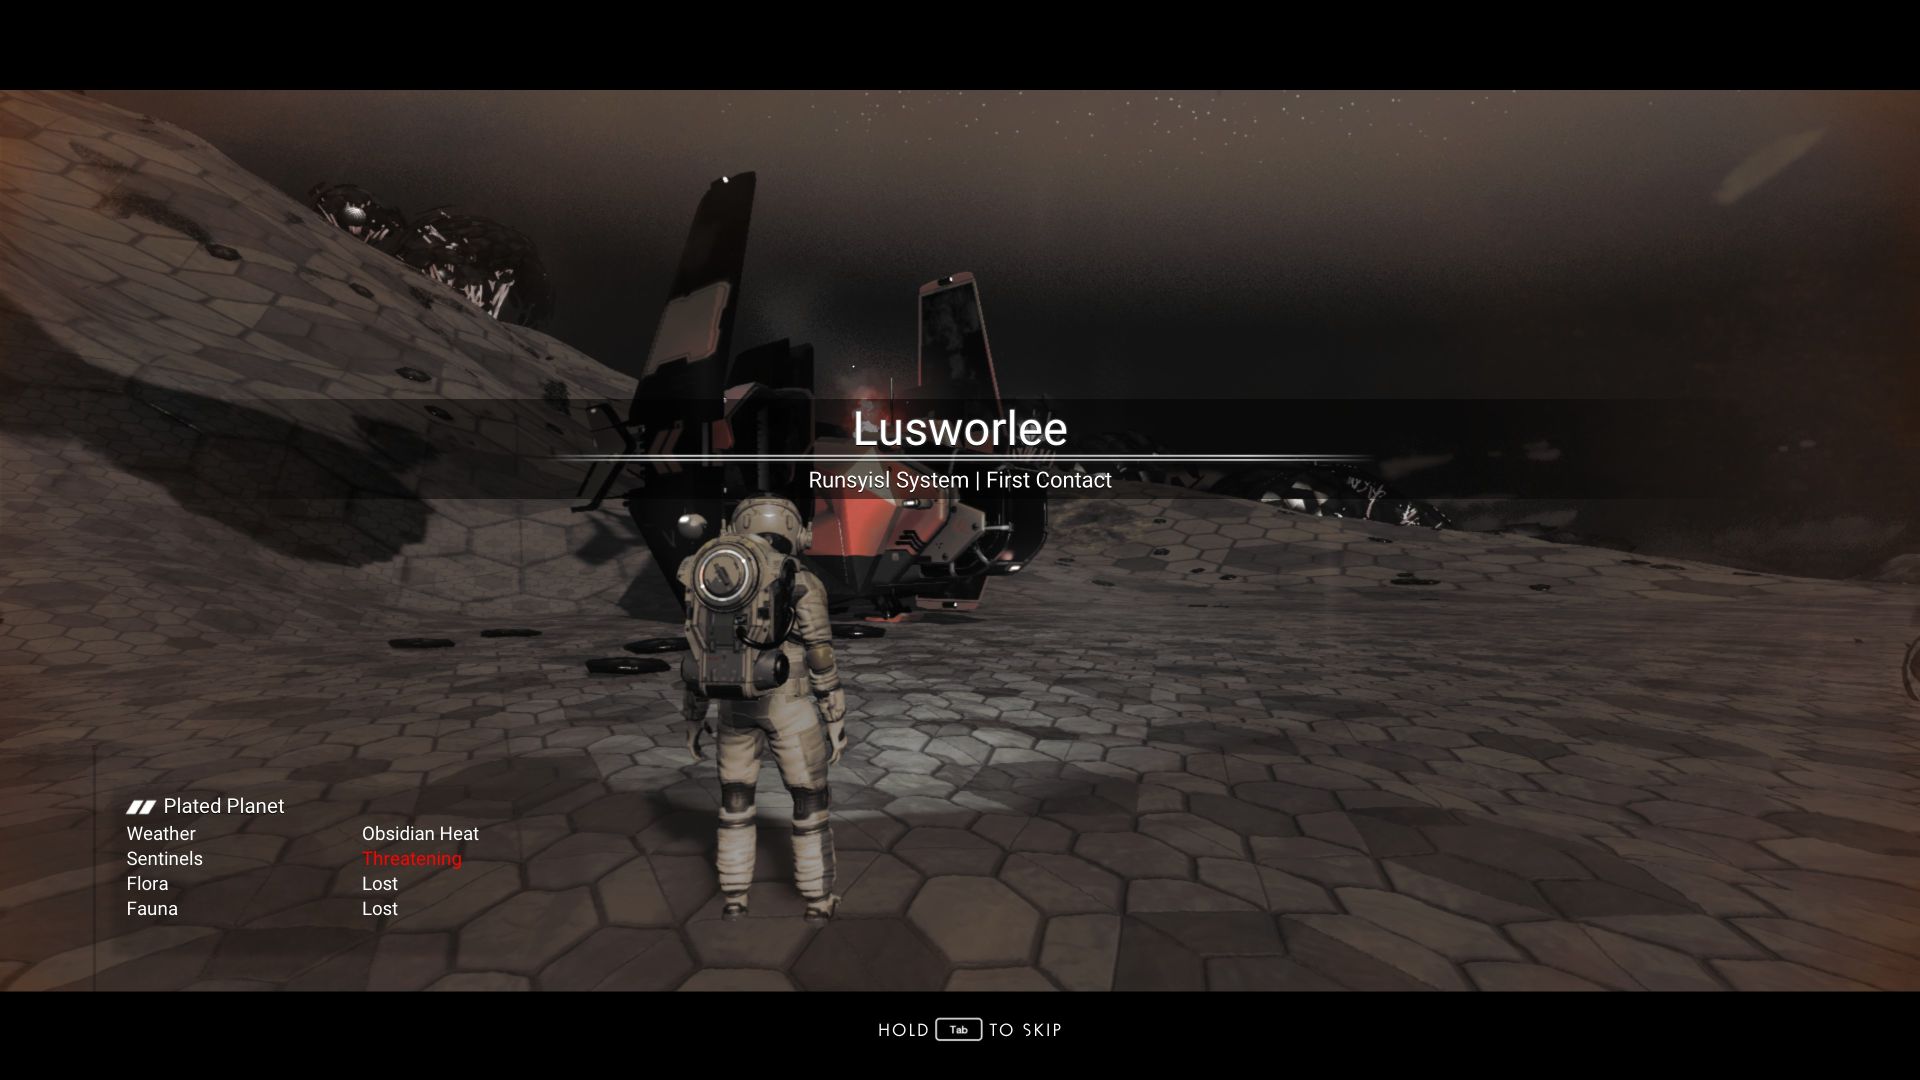 Lusworlee
Runsyisl System | First Contact
Plated Planet
Weather Obsidian Heat
Sentinels Threatening
Flora Lost
Fauna Lost
HOLD Tab TO SKIP